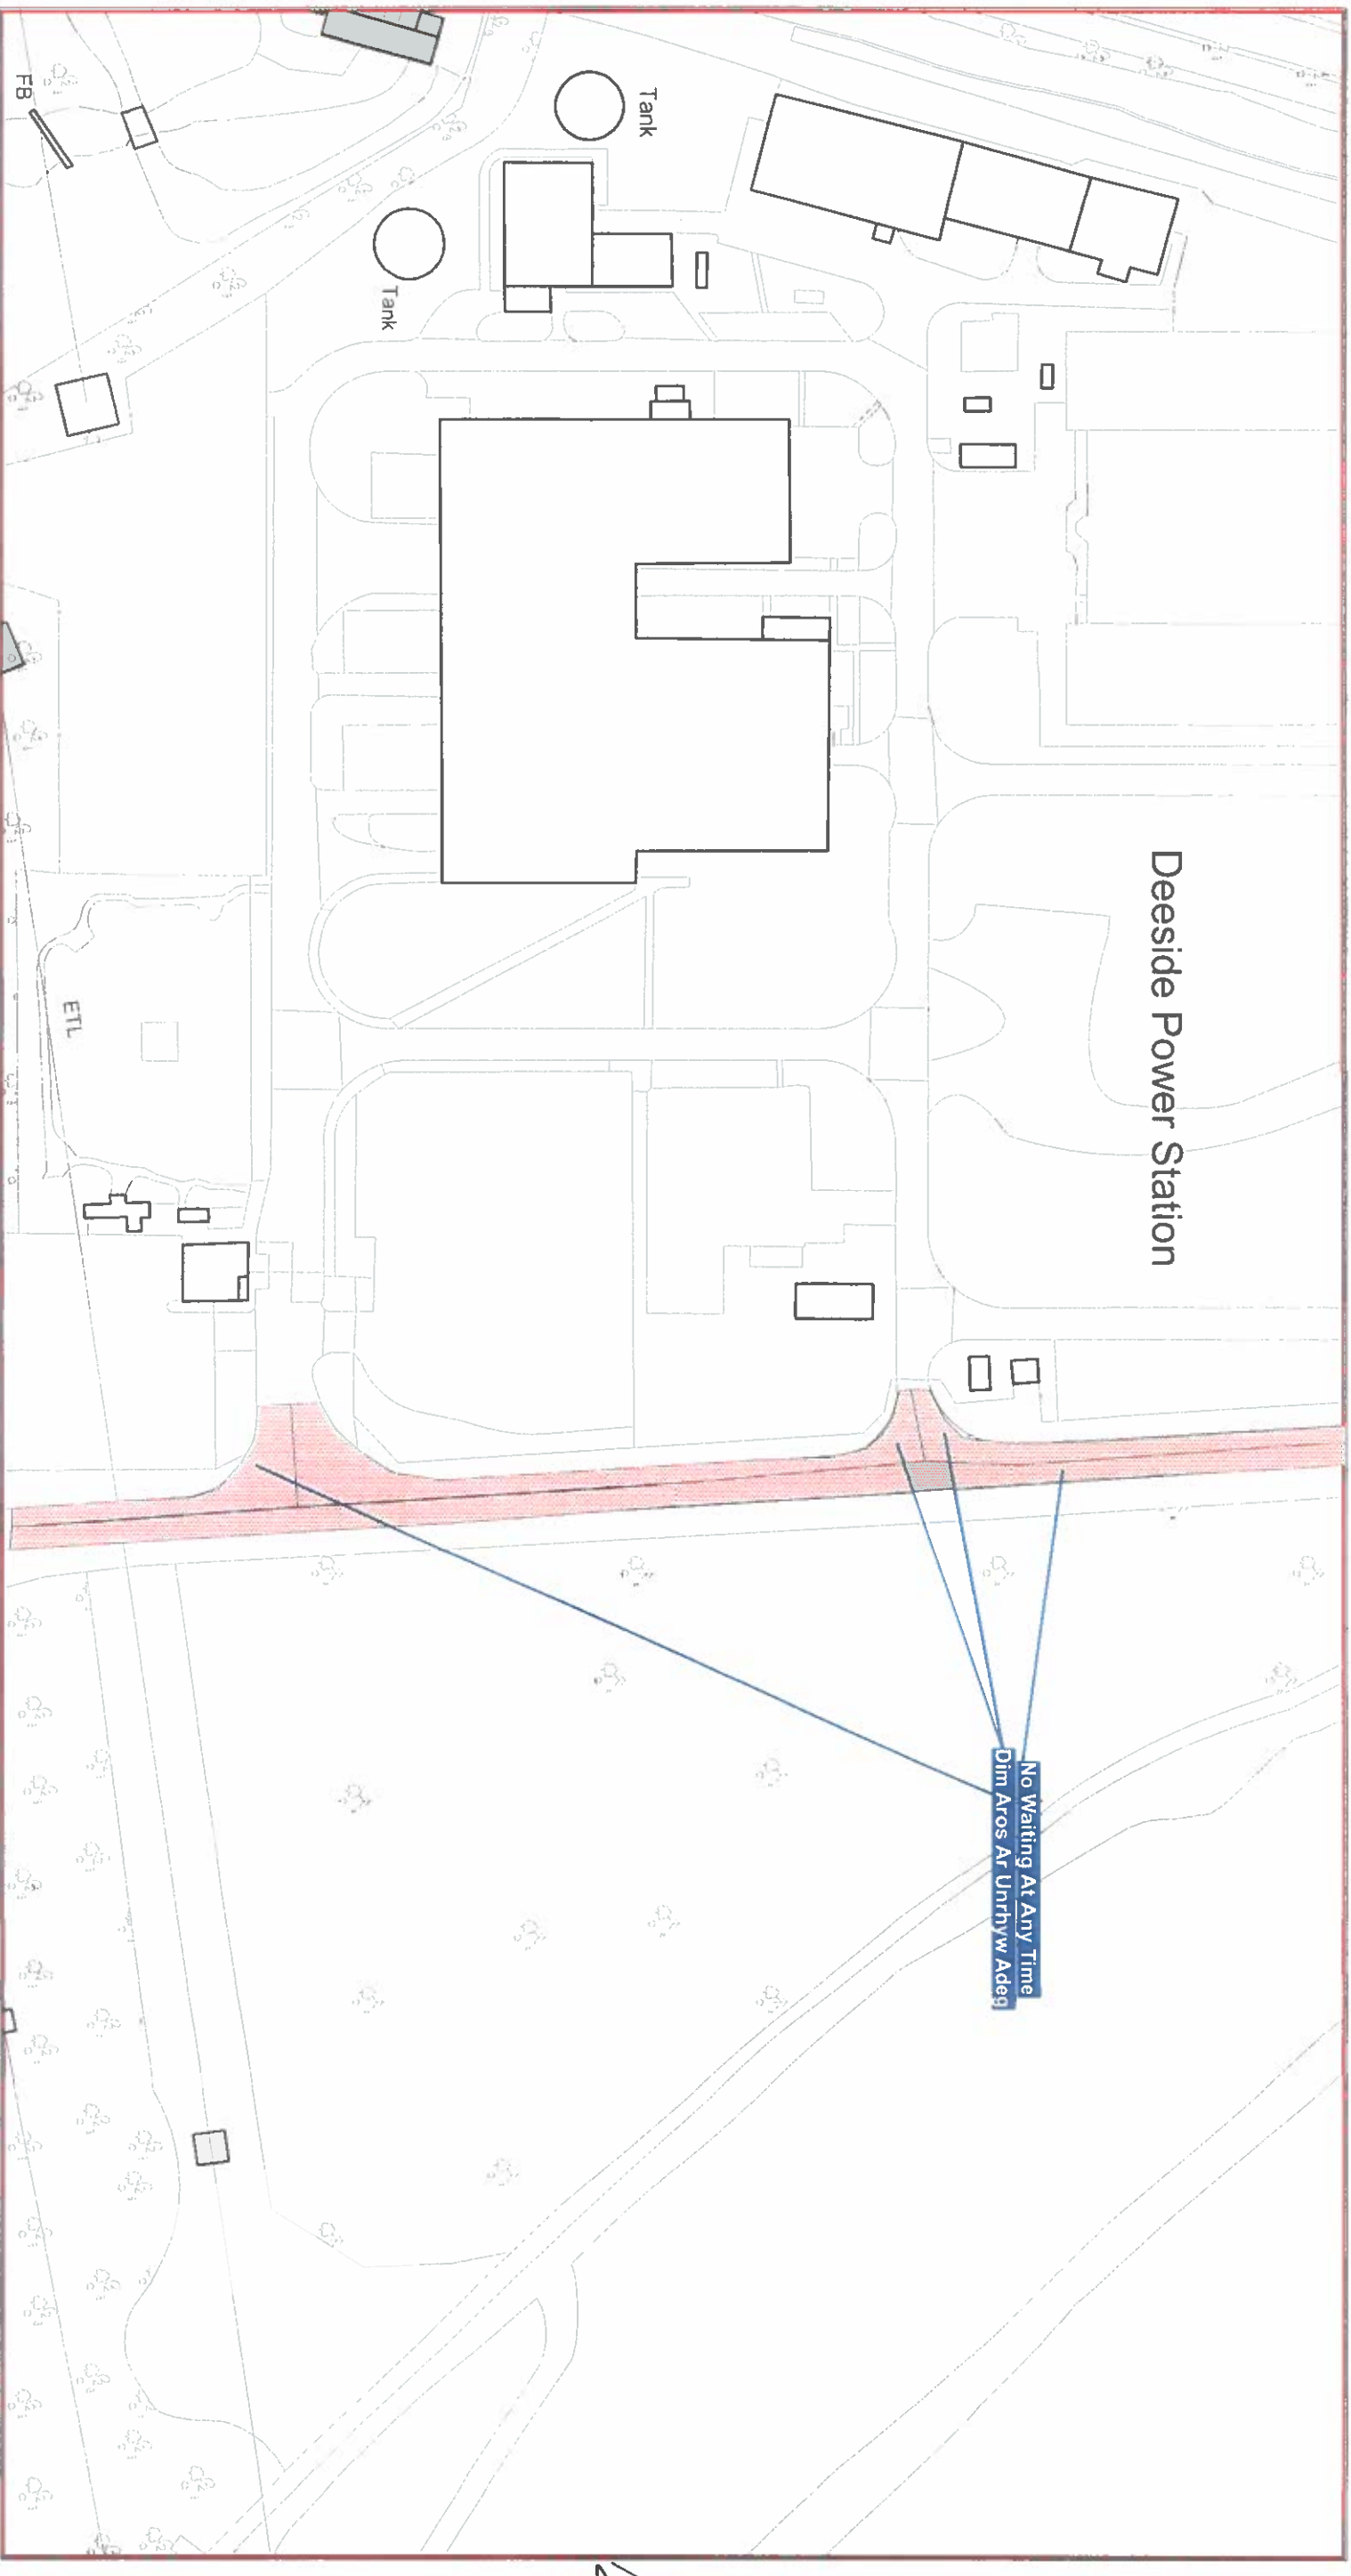 Deeside Power Station
Tank
Tank
FB
ETL
No Waiting At Any Time
Dim Aros Ar Unrhyw Adeg